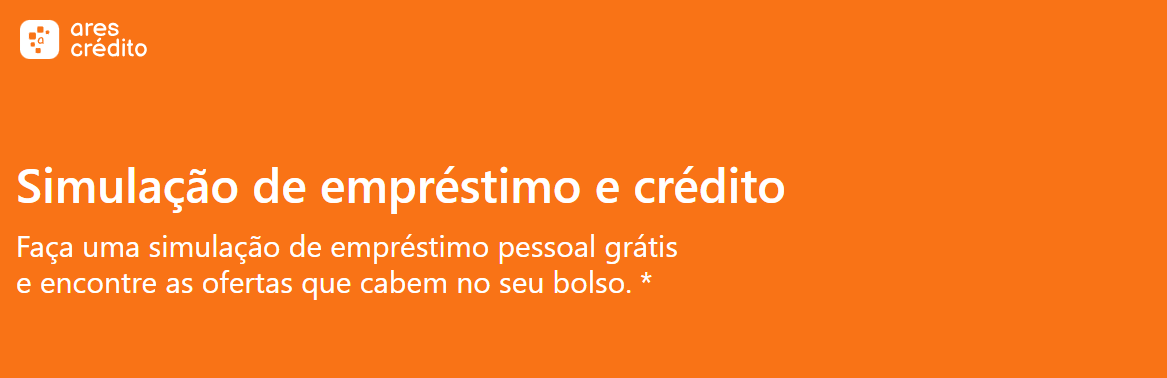 ares
crédito
a
Simulação de empréstimo e crédito
Faça uma simulação de empréstimo pessoal grátis
e encontre as ofertas que cabem no seu bolso. *